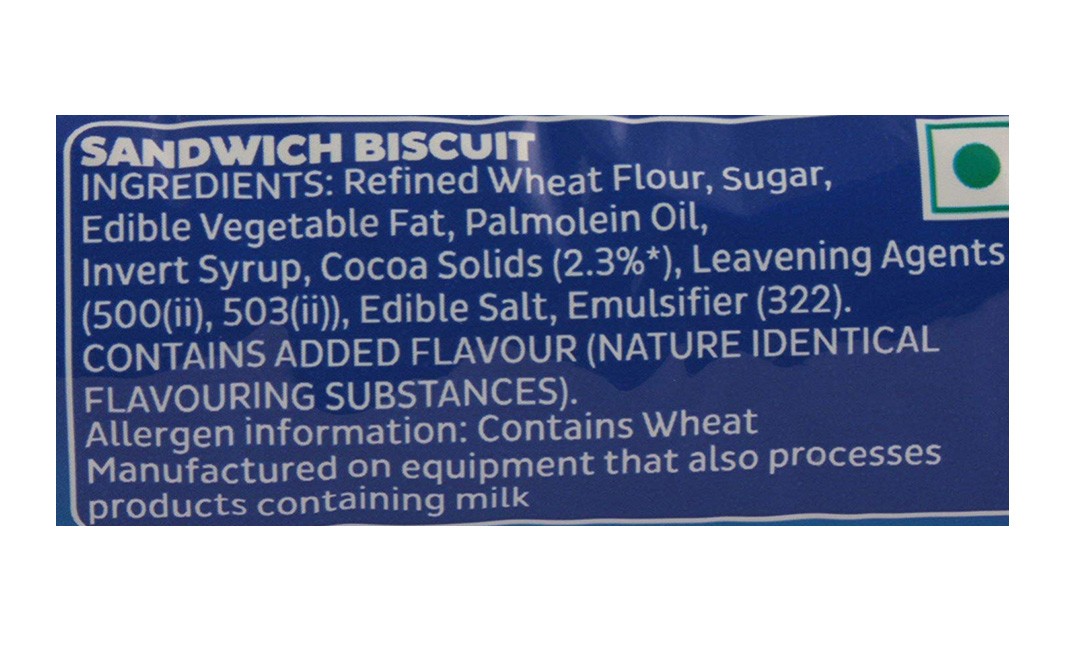 SANDWICH BISCUIT
INGREDIENTS: Refined Wheat Flour, Sugar,
Edible Vegetable Fat, Palmolein Oil,
Invert Syrup, Cocoa Solids (2.3%*), Leavening Agents
(500(ii), 503(ii)), Edible Salt, Emulsifier (322).
CONTAINS ADDED FLAVOUR (NATURE IDENTICAL
FLAVOURING SUBSTANCES).
Allergen information: Contains Wheat
Manufactured on equipment that also processes
products containing milk